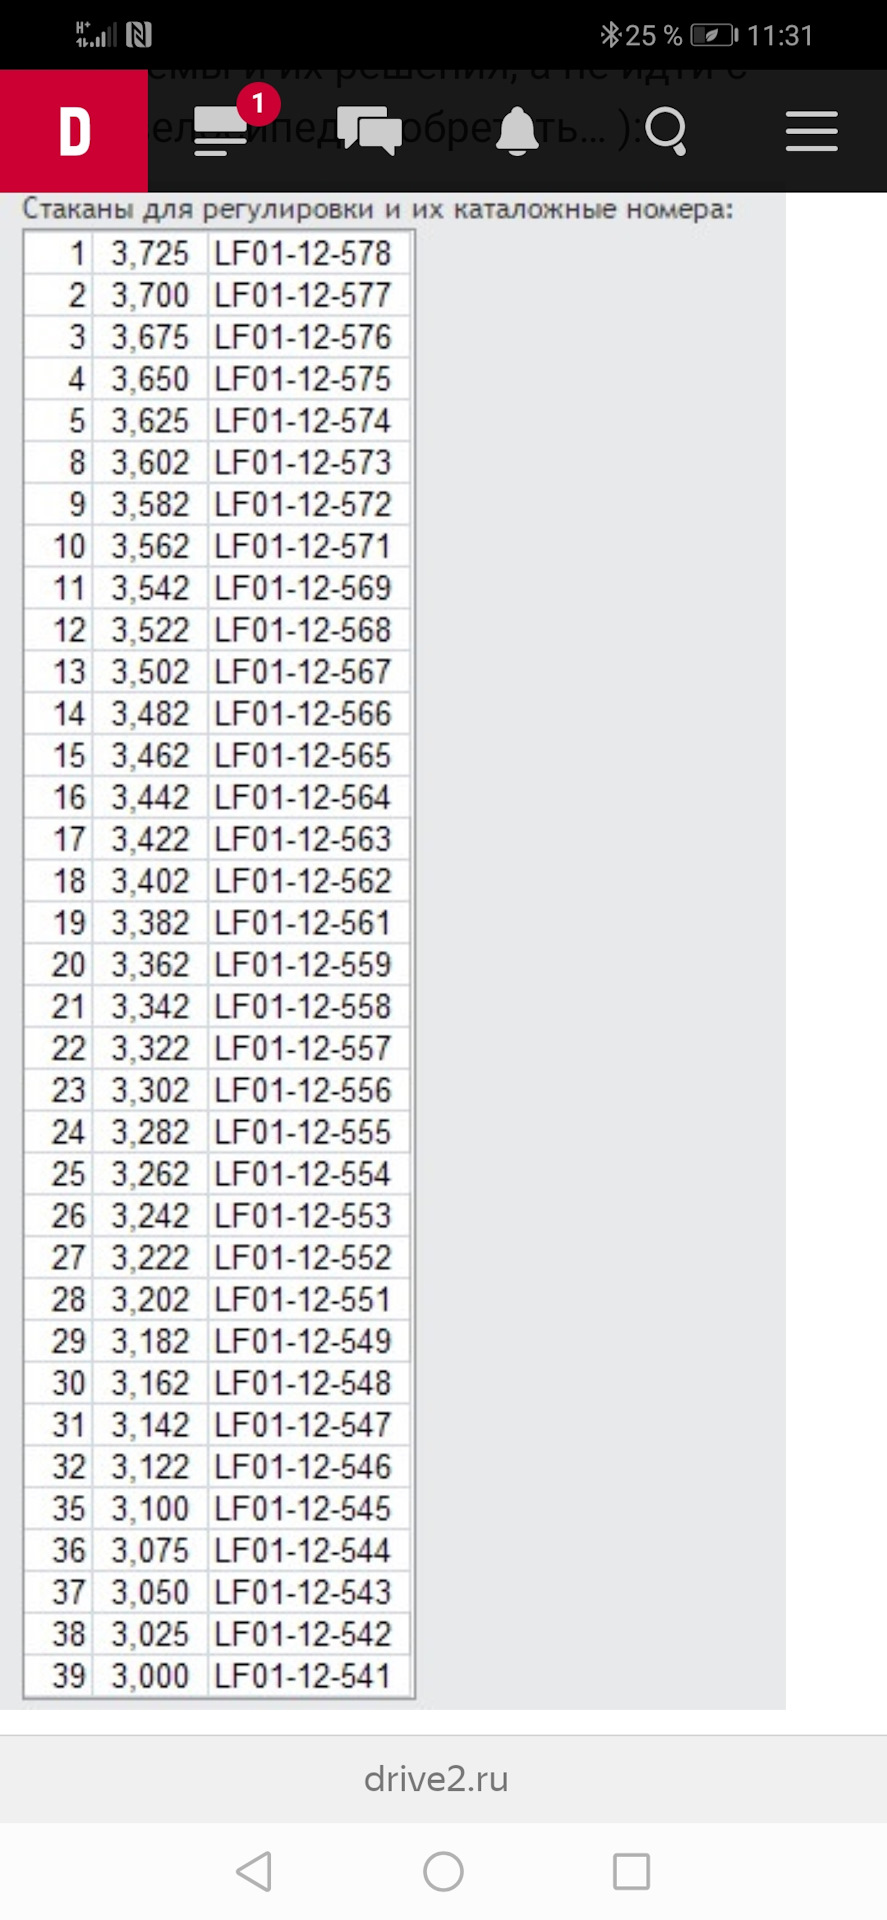 H+ 25 % 11:31
емы и их решения, а не идти с
D 1 обре ть... ):
Стаканы для регулировки и их каталожные номера:
1 3,725 LF01-12-578
2 3,700 LF01-12-577
3 3,675 LF01-12-576
4 3,650 LF01-12-575
5 3,625 LF01-12-574
8 3,602 LF01-12-573
9 3,582 LF01-12-572
10 3,562 LF01-12-571
11 3,542 LF01-12-569
12 3,522 LF01-12-568
13 3,502 LF01-12-567
14 3,482 LF01-12-566
15 3,462 LF01-12-565
16 3,442 LF01-12-564
17 3,422 LF01-12-563
18 3,402 LF01-12-562
19 3,382 LF01-12-561
20 3,362 LF01-12-559
21 3,342 LF01-12-558
22 3,322 LF01-12-557
23 3,302 LF01-12-556
24 3,282 LF01-12-555
25 3,262 LF01-12-554
26 3,242 LF01-12-553
27 3,222 LF01-12-552
28 3,202 LF01-12-551
29 3,182 LF01-12-549
30 3,162 LF01-12-548
31 3,142 LF01-12-547
32 3,122 LF01-12-546
35 3,100 LF01-12-545
36 3,075 LF01-12-544
37 3,050 LF01-12-543
38 3,025 LF01-12-542
39 3,000 LF01-12-541
drive2.ru